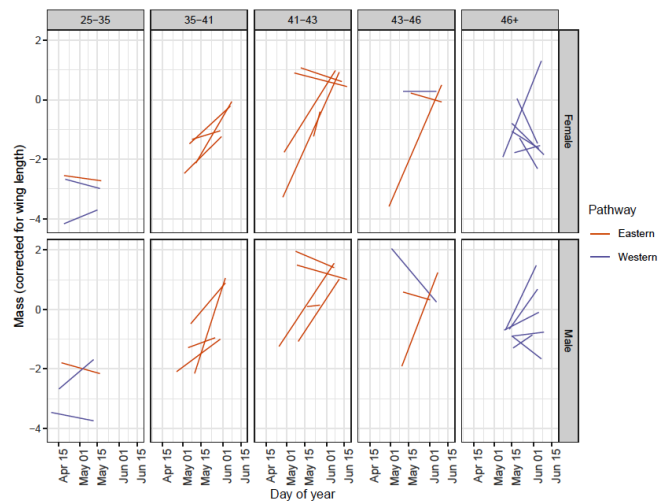 25−35 35−41 41−43 43−46 46+
2
0
−2
−4
Female
2
0
−2
−4
Male
Mass (corrected for wing length)
Apr 15 May 01 May 15 Jun 01 Jun 15 Apr 15 May 01 May 15 Jun 01 Jun 15 Apr 15 May 01 May 15 Jun 01 Jun 15 Apr 15 May 01 May 15 Jun 01 Jun 15 Apr 15 May 01 May 15 Jun 01 Jun 15
Day of year
Pathway
Eastern
Western